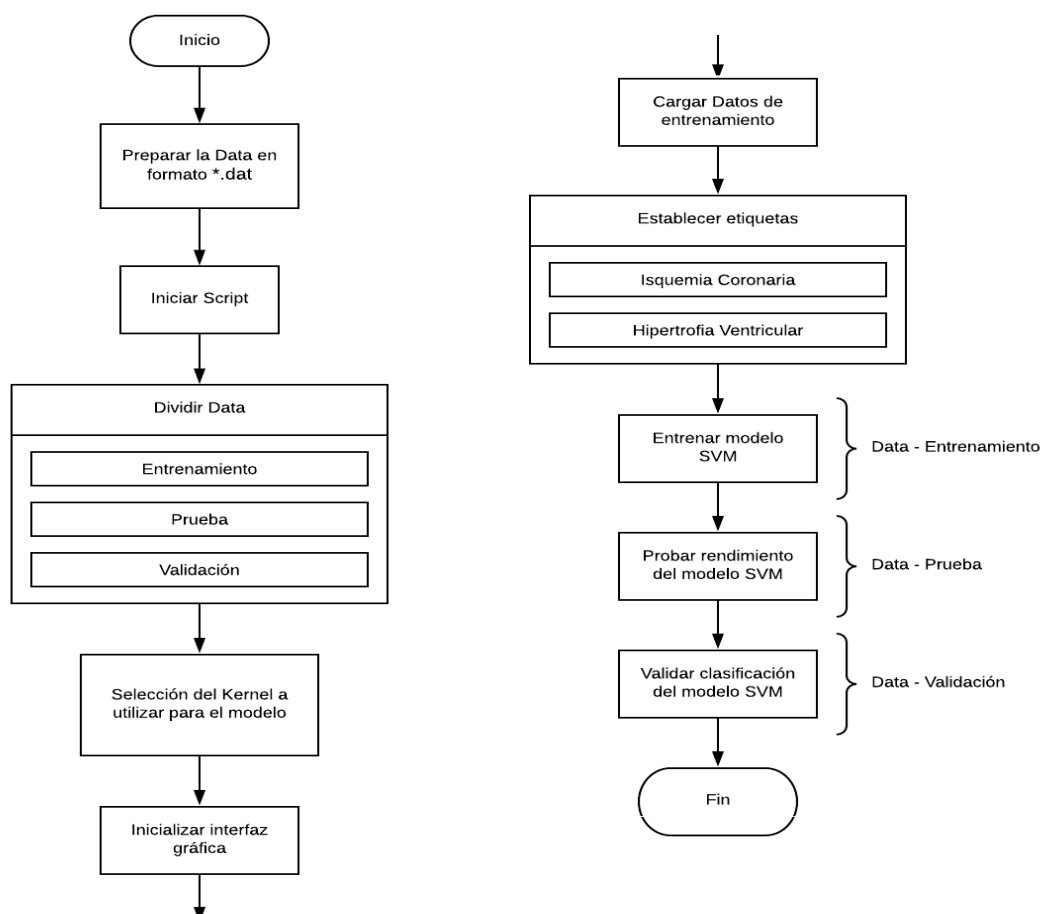 Inicio
Preparar la Data en
formato *.dat
Iniciar Script
Dividir Data
Entrenamiento
Prueba
Validación
Selección del Kernel a
utilizar para el modelo
Inicializar interfaz
gráfica
Cargar Datos de
entrenamiento
Establecer etiquetas
Isquemia Coronaria
Hipertrofia Ventricular
Entrenar modelo
SVM
Data - Entrenamiento
Probar rendimiento
del modelo SVM
Data - Prueba
Validar clasificación
del modelo SVM
Data - Validación
Fin